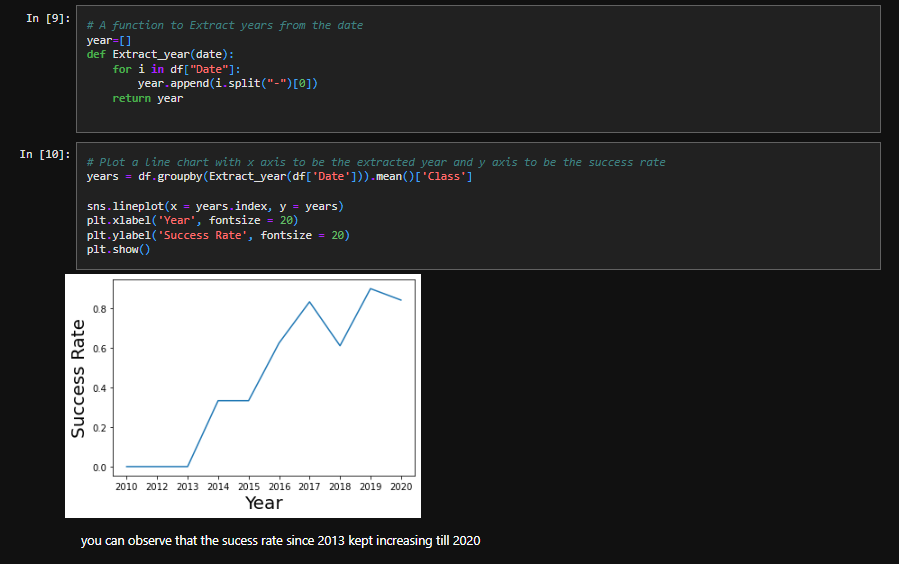 In [9]:
# A function to Extract years from the date
year=[]
def Extract_year(date):
    for i in df["Date"]:
        year.append(i.split("-")[0])
    return year
In [10]:
# Plot a line chart with x axis to be the extracted year and y axis to be the success rate
years = df.groupby(Extract_year(df['Date'])).mean()['Class']
sns.lineplot(x = years.index, y = years)
plt.xlabel('Year', fontsize = 20)
plt.ylabel('Success Rate', fontsize = 20)
plt.show()
Success Rate
0.8
0.6
0.4
0.2
0.0
2010 2012 2013 2014 2015 2016 2017 2018 2019 2020
Year
you can observe that the sucess rate since 2013 kept increasing till 2020